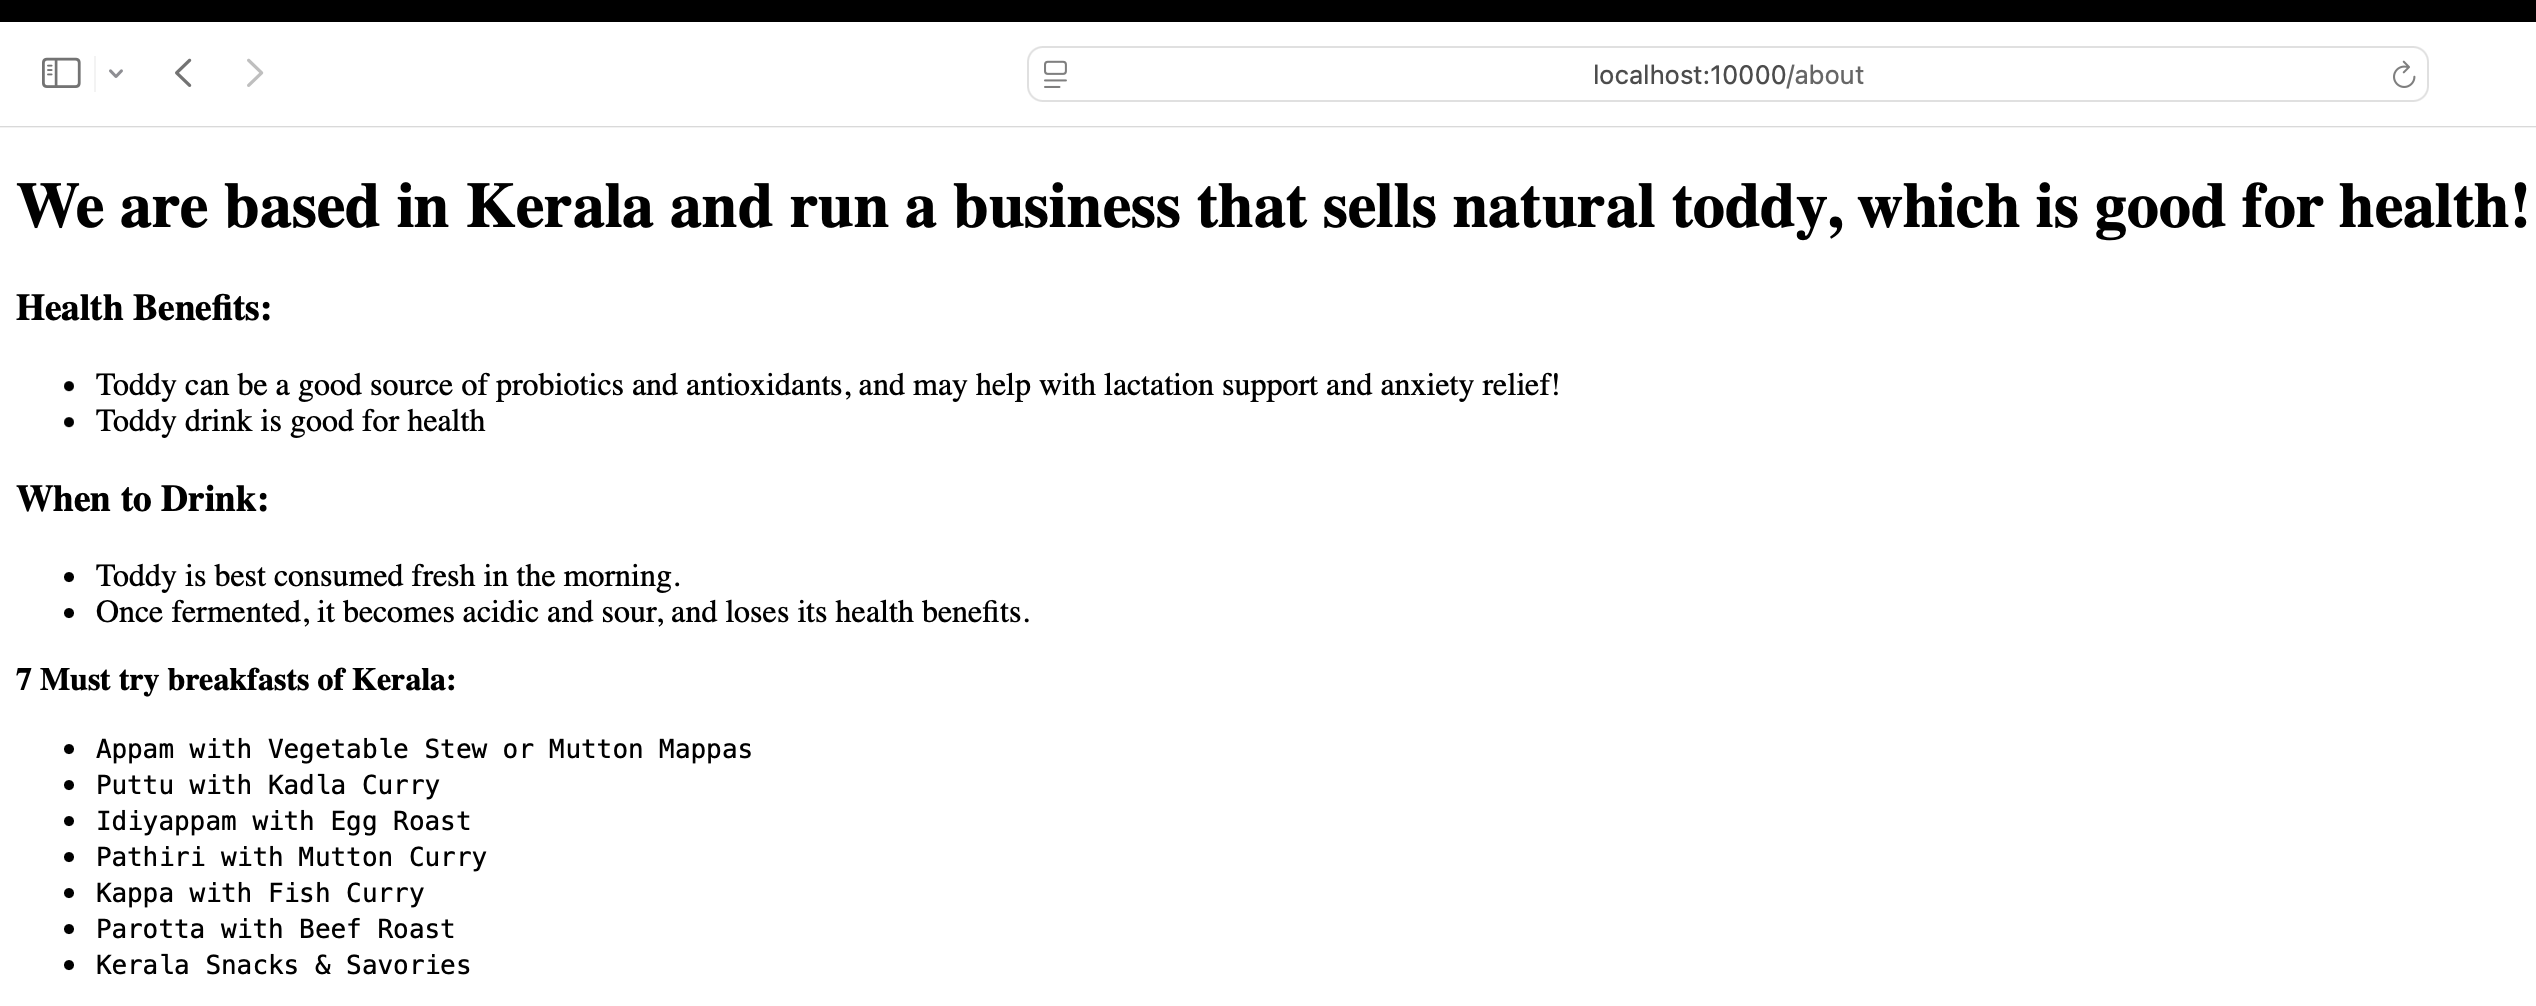 localhost:10000/about
We are based in Kerala and run a business that sells natural toddy, which is good for health!
Health Benefits:
Toddy can be a good source of probiotics and antioxidants, and may help with lactation support and anxiety relief!
Toddy drink is good for health
When to Drink:
Toddy is best consumed fresh in the morning.
Once fermented, it becomes acidic and sour, and loses its health benefits.
7 Must try breakfasts of Kerala:
Appam with Vegetable Stew or Mutton Mappas
Puttu with Kadla Curry
Idiyappam with Egg Roast
Pathiri with Mutton Curry
Kappa with Fish Curry
Parotta with Beef Roast
Kerala Snacks & Savories